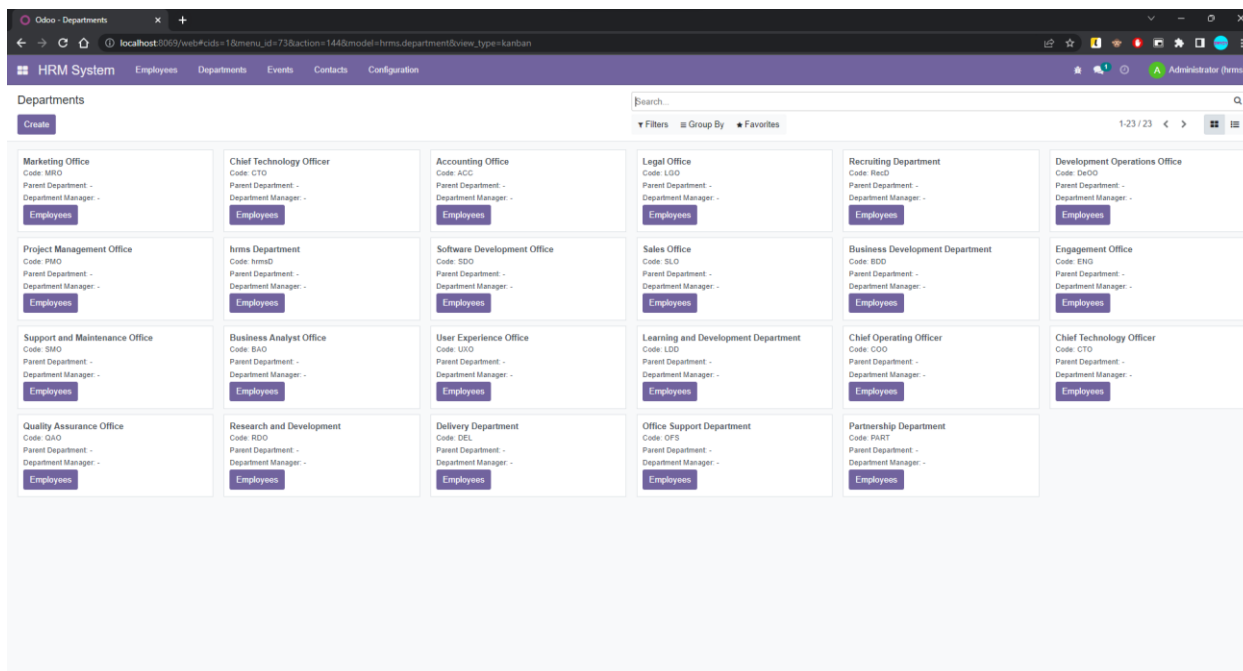 Odoo - Departments
localhost:8069/web#cids=1&menu_id=73&action=144&model=hrms.department&view_type=kanban
HRM System Employees Departments Events Contacts Configuration 1 A Administrator (hrms
Departments Search...
Create Filters Group By Favorites 1-23 / 23
Marketing Office Chief Technology Officer Accounting Office Legal Office Recruiting Department Development Operations Office
Code: MRO Code: CTO Code: ACC Code: LGO Code: RecD Code: DeOO
Parent Department: - Parent Department: - Parent Department: - Parent Department: - Parent Department: - Parent Department: -
Department Manager: - Department Manager: - Department Manager: - Department Manager: - Department Manager: - Department Manager: -
Employees Employees Employees Employees Employees Employees
Project Management Office hrms Department Software Development Office Sales Office Business Development Department Engagement Office
Code: PMO Code: hrmsD Code: SDO Code: SLO Code: BDD Code: ENG
Parent Department: - Parent Department: - Parent Department: - Parent Department: - Parent Department: - Parent Department: -
Department Manager: - Department Manager: - Department Manager: - Department Manager: - Department Manager: - Department Manager: -
Employees Employees Employees Employees Employees Employees
Support and Maintenance Office Business Analyst Office User Experience Office Learning and Development Department Chief Operating Officer Chief Technology Officer
Code: SMO Code: BAO Code: UXO Code: LDD Code: COO Code: CTO
Parent Department: - Parent Department: - Parent Department: - Parent Department: - Parent Department: - Parent Department: -
Department Manager: - Department Manager: - Department Manager: - Department Manager: - Department Manager: - Department Manager: -
Employees Employees Employees Employees Employees Employees
Quality Assurance Office Research and Development Delivery Department Office Support Department Partnership Department
Code: QAO Code: RDO Code: DEL Code: OFS Code: PART
Parent Department: - Parent Department: - Parent Department: - Parent Department: - Parent Department: -
Department Manager: - Department Manager: - Department Manager: - Department Manager: - Department Manager: -
Employees Employees Employees Employees Employees